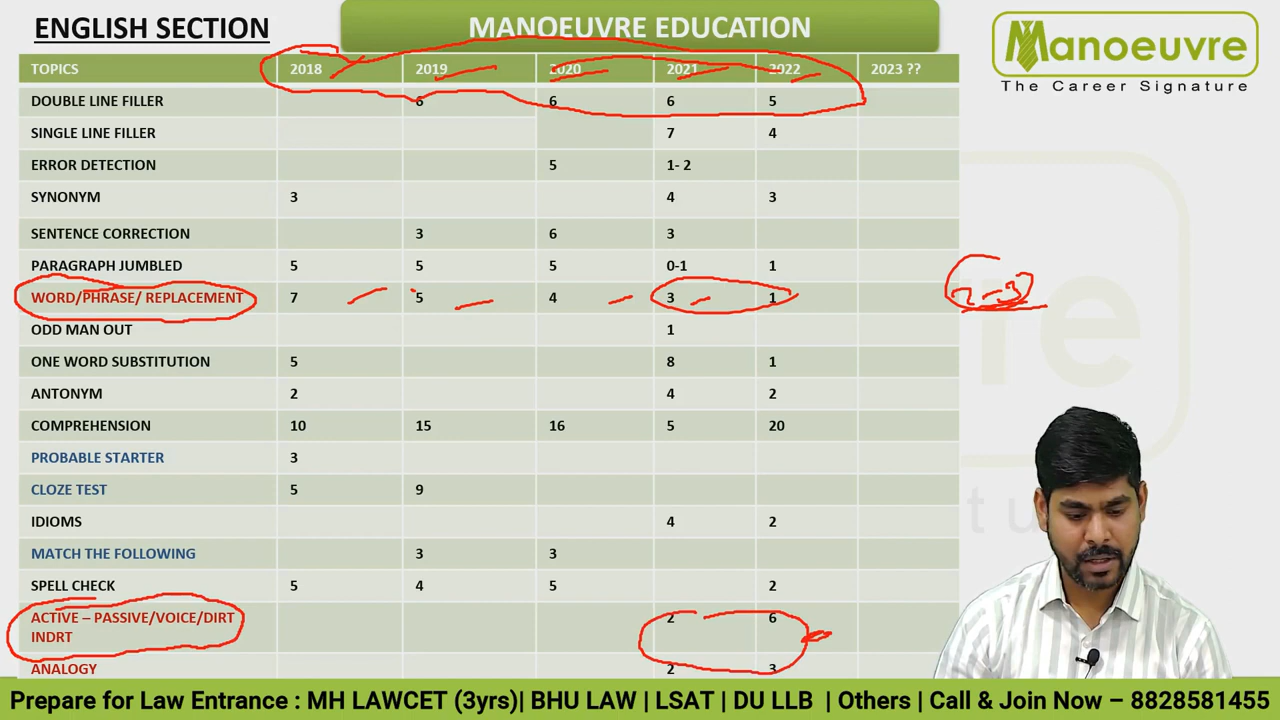 ENGLISH SECTION
MANOEUVRE EDUCATION
Manoeuvre
The Career Signature
TOPICS 2018 2019 2020 2021 2022 2023 ??
DOUBLE LINE FILLER 6 6 6 5
SINGLE LINE FILLER 7 4
ERROR DETECTION 5 1- 2
SYNONYM 3 4 3
SENTENCE CORRECTION 3 6 3
PARAGRAPH JUMBLED 5 5 5 0-1 1
WORD/PHRASE/ REPLACEMENT 7 5 4 3 1
2-3
ODD MAN OUT 1
ONE WORD SUBSTITUTION 5 8 1
ANTONYM 2 4 2
COMPREHENSION 10 15 16 5 20
PROBABLE STARTER 3
CLOZE TEST 5 9
IDIOMS 4 2
MATCH THE FOLLOWING 3 3
SPELL CHECK 5 4 5 2
ACTIVE – PASSIVE/VOICE/DIRT 2 6
INDRT
ANALOGY 2 3
Prepare for Law Entrance : MH LAWCET (3yrs)| BHU LAW | LSAT | DU LLB | Others | Call & Join Now – 8828581455